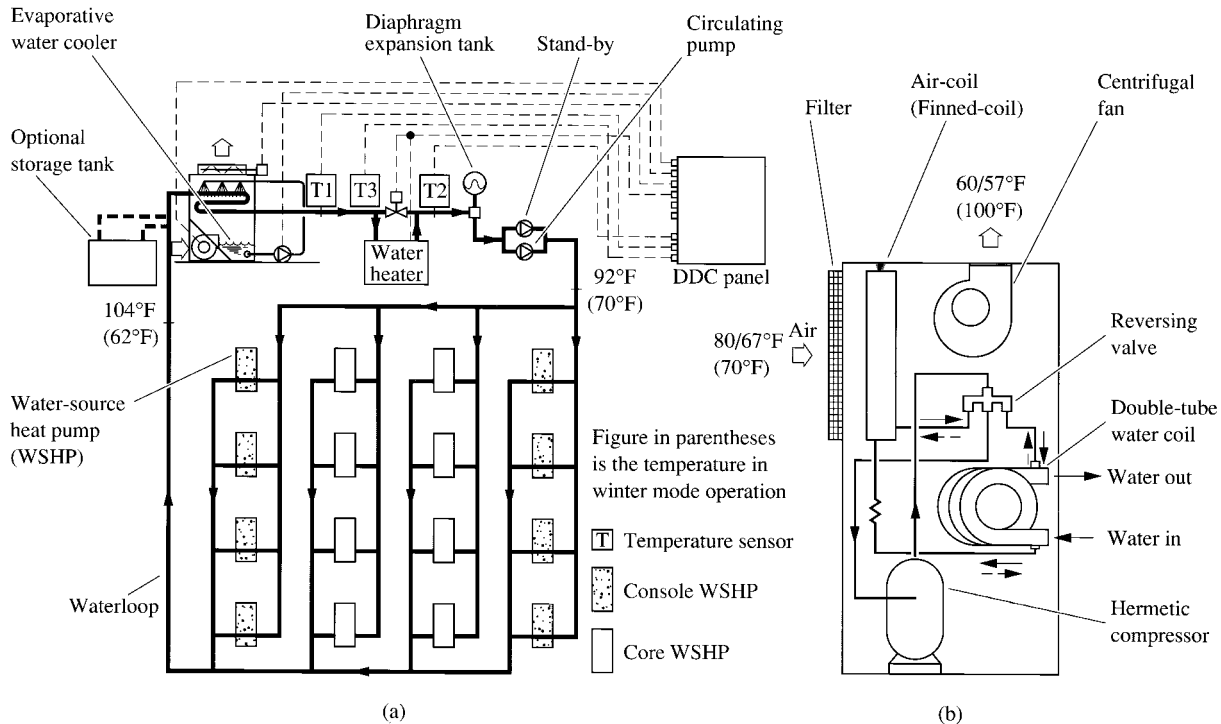 Evaporative
water cooler
Diaphragm
expansion tank
Stand-by
Circulating
pump
Optional
storage tank
T1
T3
T2
Water
heater
DDC panel
104°F
(62°F)
92°F
(70°F)
Water-source
heat pump
(WSHP)
Waterloop
Figure in parentheses
is the temperature in
winter mode operation
T Temperature sensor
Console WSHP
Core WSHP
(a)
Filter
Air-coil
(Finned-coil)
Centrifugal
fan
60/57°F
(100°F)
80/67°F
(70°F)
Air
Reversing
valve
Double-tube
water coil
Water out
Water in
Hermetic
compressor
(b)